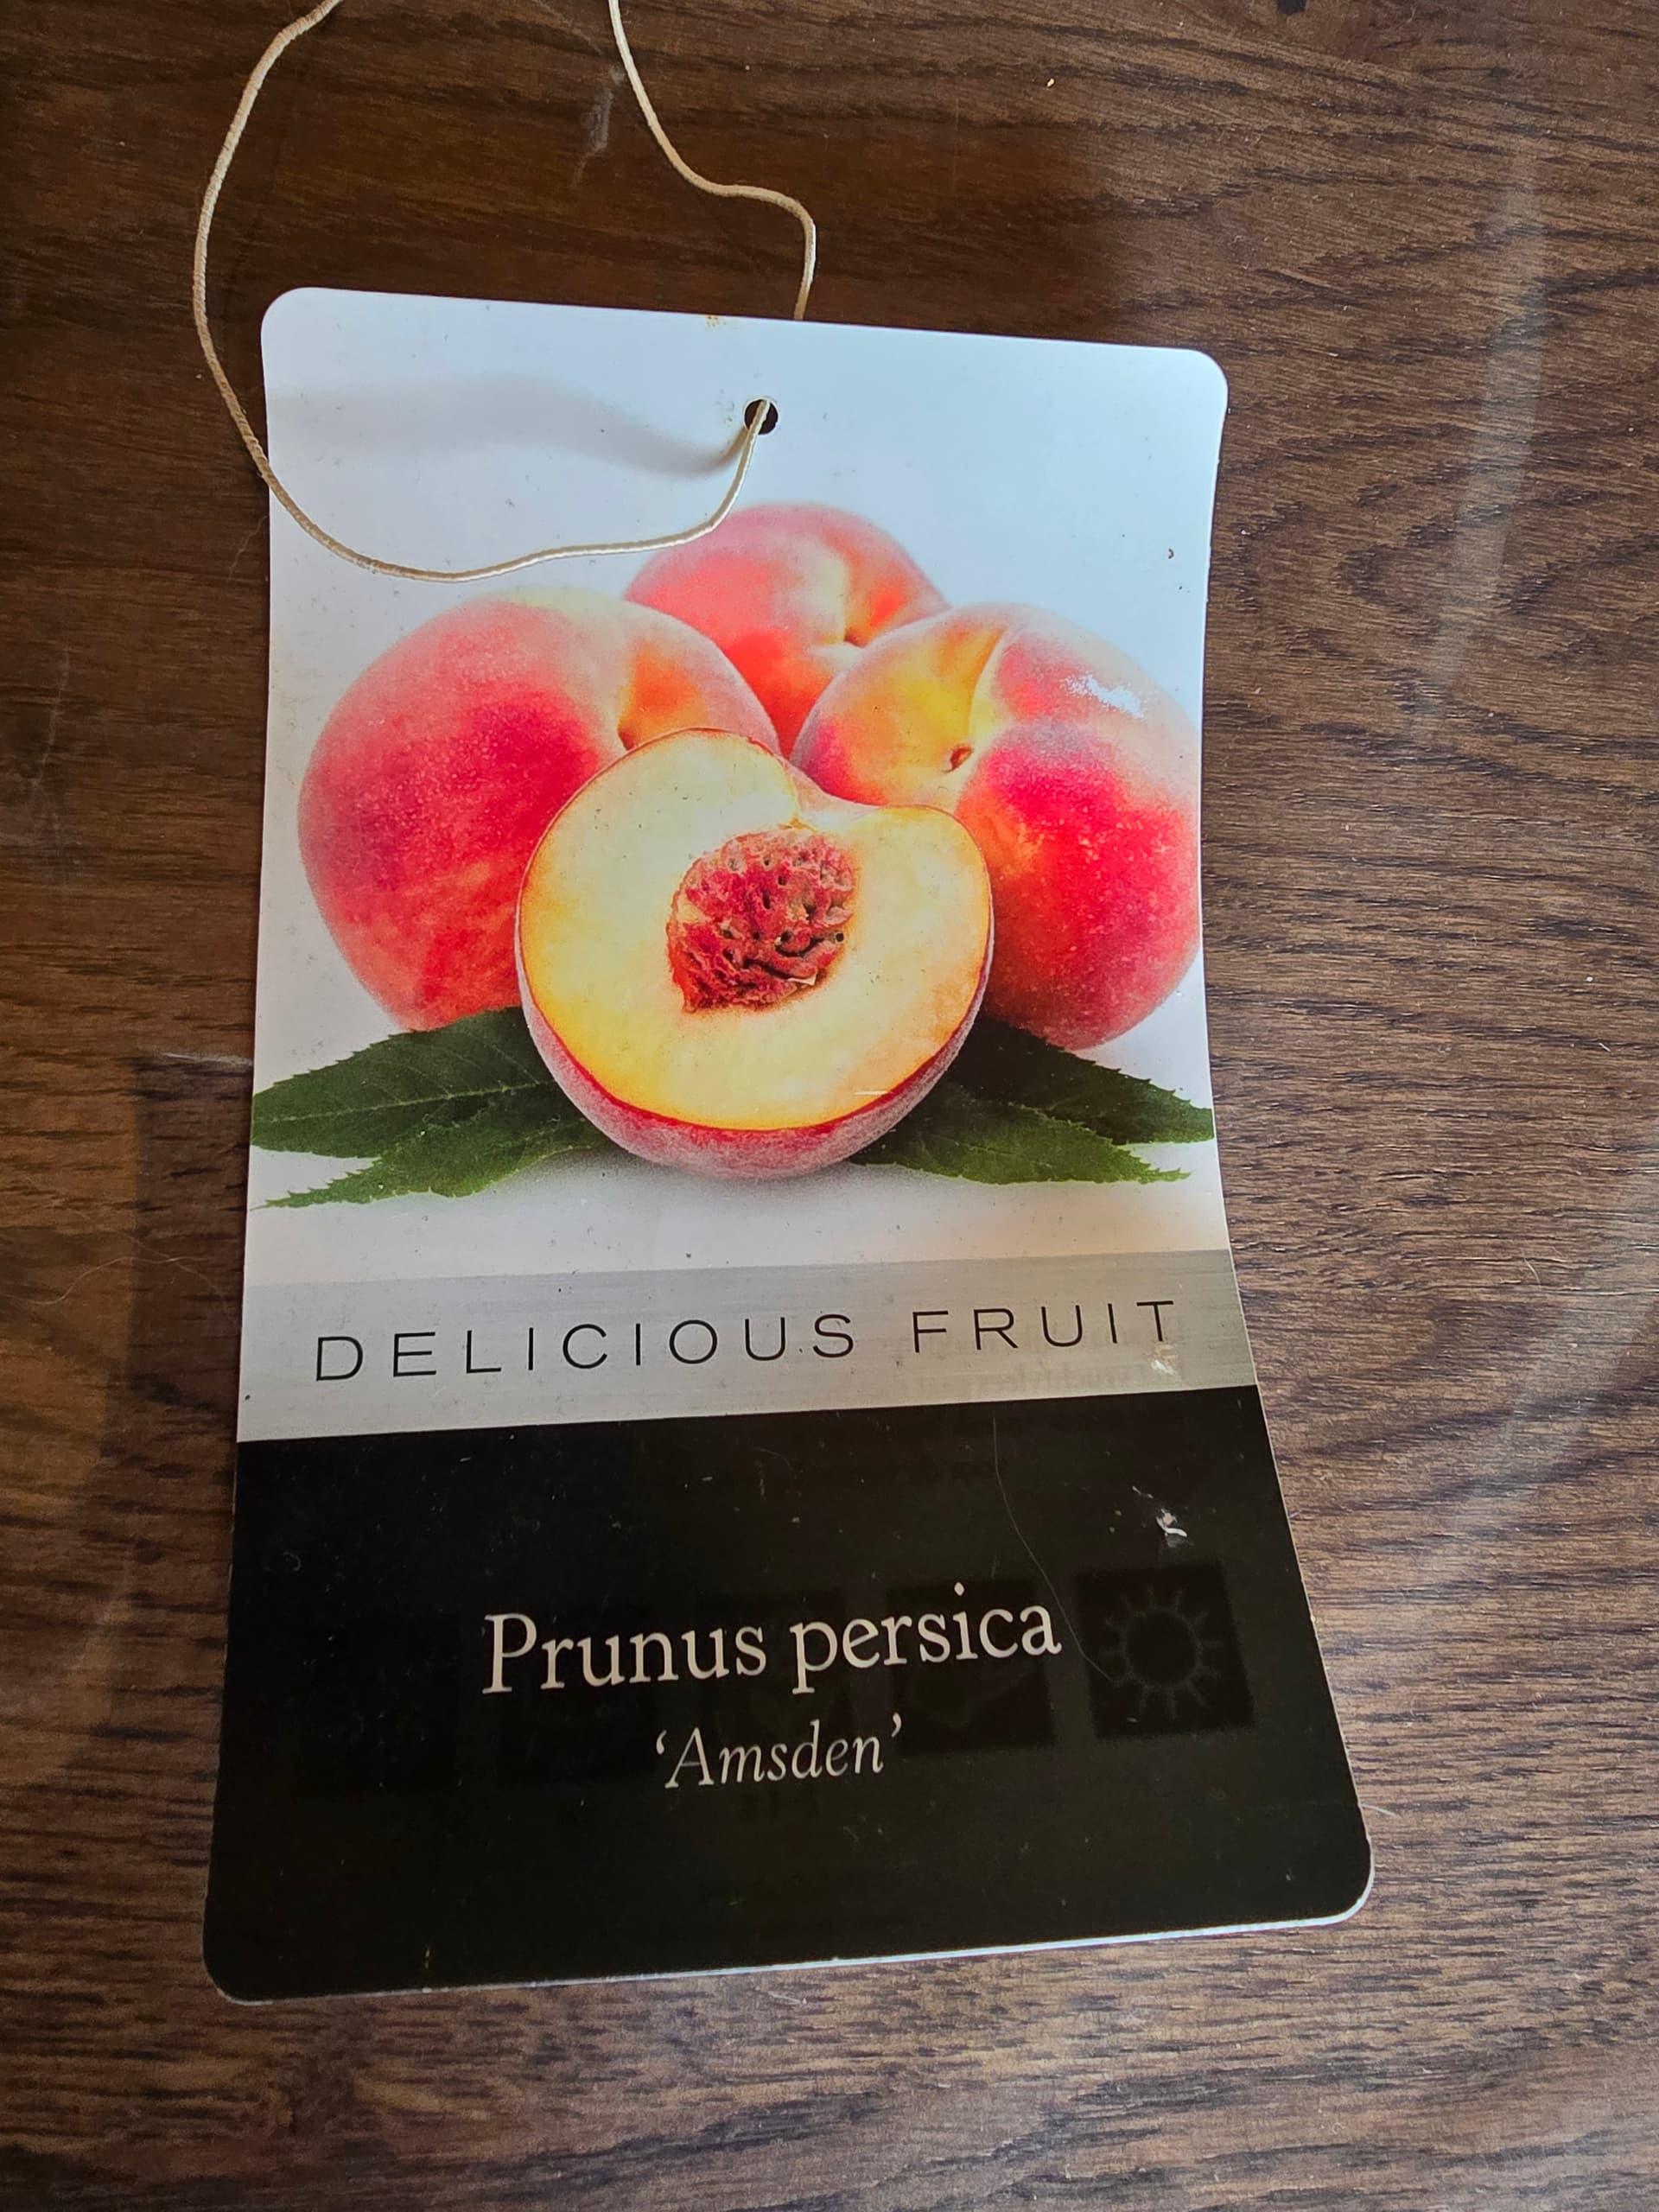 DELICIOUS FRUIT
Prunus persica
‘Amsden’